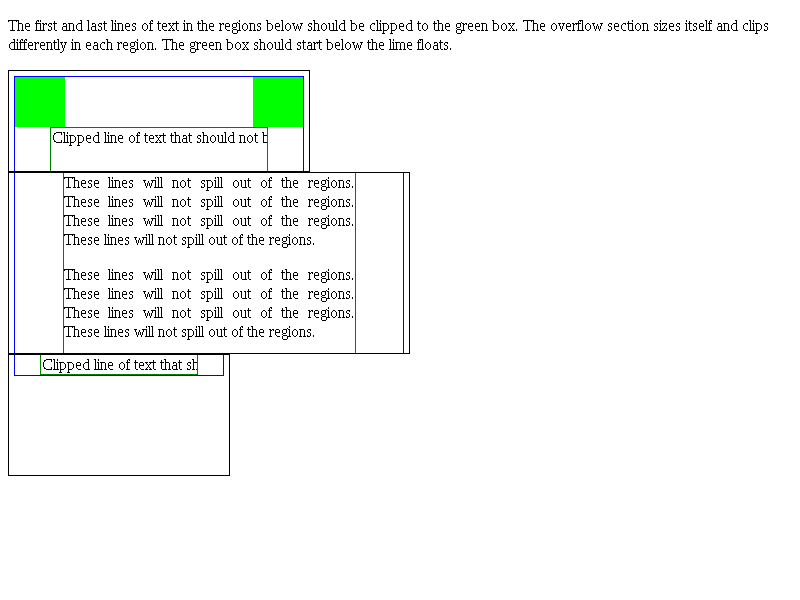 The first and last lines of text in the regions below should be clipped to the green box. The overflow section sizes itself and clips
differently in each region. The green box should start below the lime floats.
Clipped line of text that should not b
These lines will not spill out of the regions.
These lines will not spill out of the regions.
These lines will not spill out of the regions.
These lines will not spill out of the regions.
These lines will not spill out of the regions.
These lines will not spill out of the regions.
These lines will not spill out of the regions.
These lines will not spill out of the regions.
Clipped line of text that sh